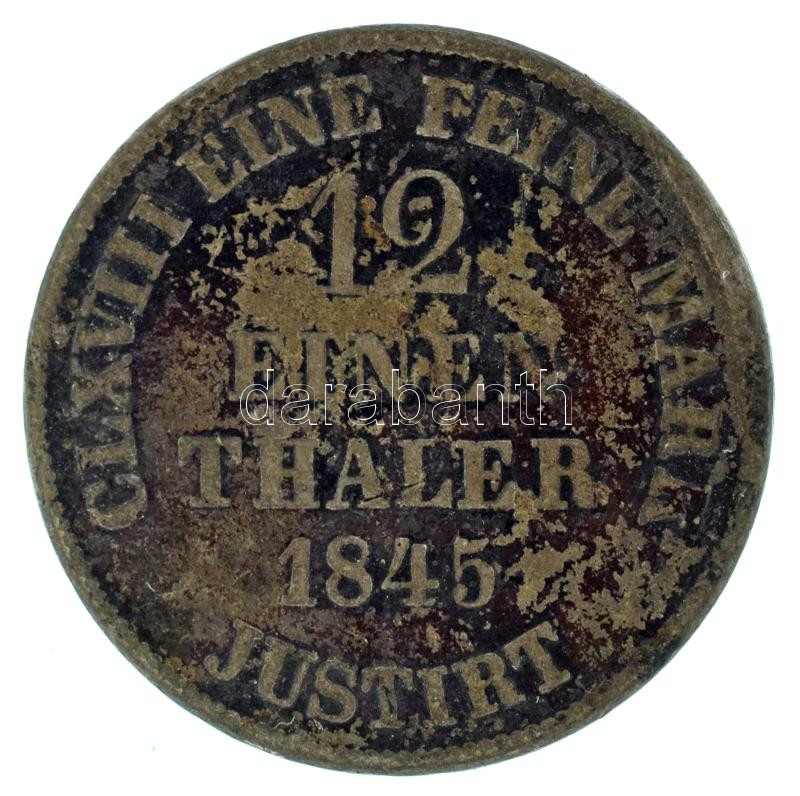 CLXVIII EINE FEINE MARK
12
EINEN
THALER
1845
JUSTIRT
darabanth